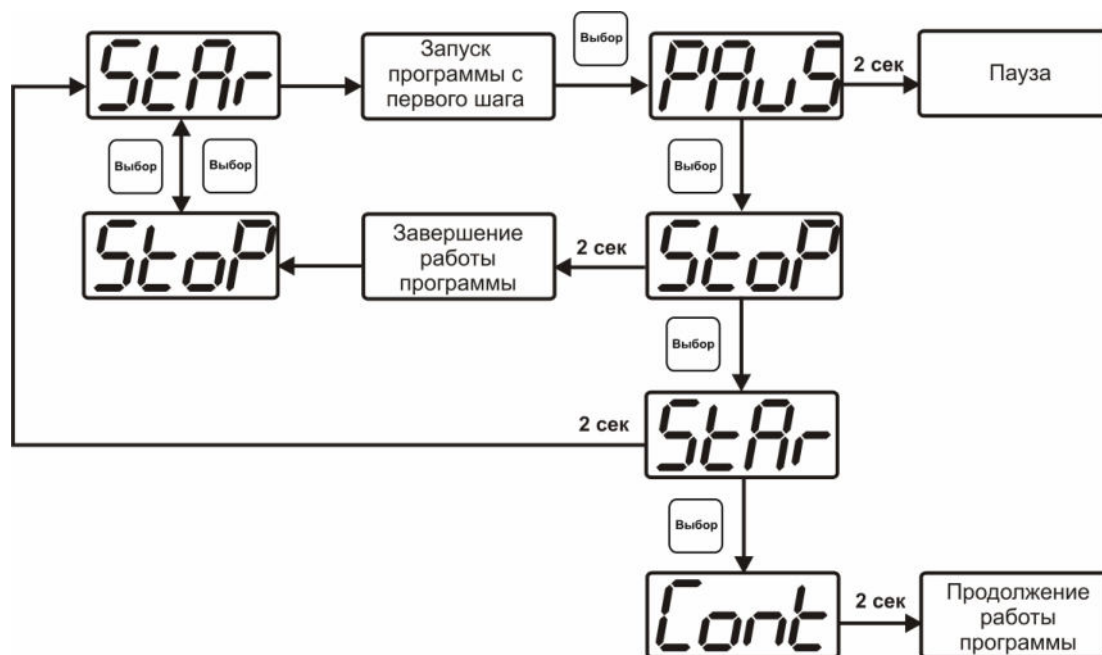 StAr
Запуск
программы с
первого шага
Выбор
PAuS
2 сек
Пауза
Выбор
Выбор
Выбор
StoP
Завершение
работы
программы
2 сек
StoP
Выбор
2 сек
StAr
Выбор
Cont
2 сек
Продолжение
работы
программы